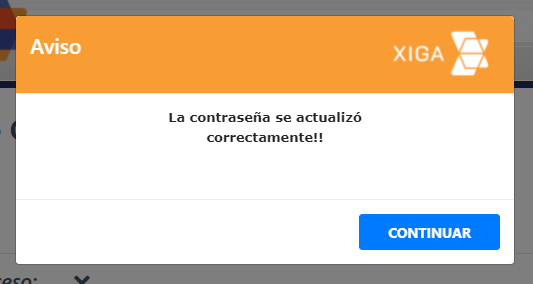 Aviso
XIGA
La contraseña se actualizó
correctamente!!
CONTINUAR